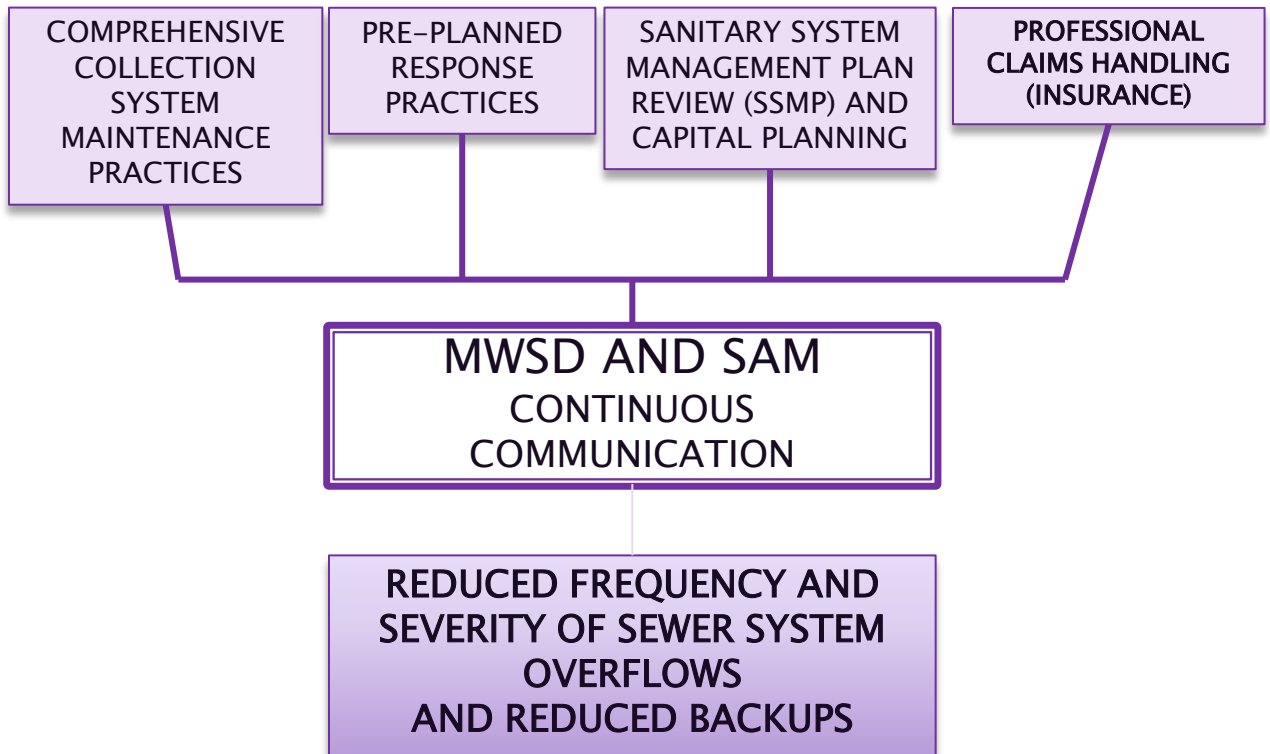 COMPREHENSIVE
COLLECTION
SYSTEM
MAINTENANCE
PRACTICES
PRE-PLANNED
RESPONSE
PRACTICES
SANITARY SYSTEM
MANAGEMENT PLAN
REVIEW (SSMP) AND
CAPITAL PLANNING
PROFESSIONAL
CLAIMS HANDLING
(INSURANCE)
MWSD AND SAM
CONTINUOUS
COMMUNICATION
REDUCED FREQUENCY AND
SEVERITY OF SEWER SYSTEM
OVERFLOWS
AND REDUCED BACKUPS